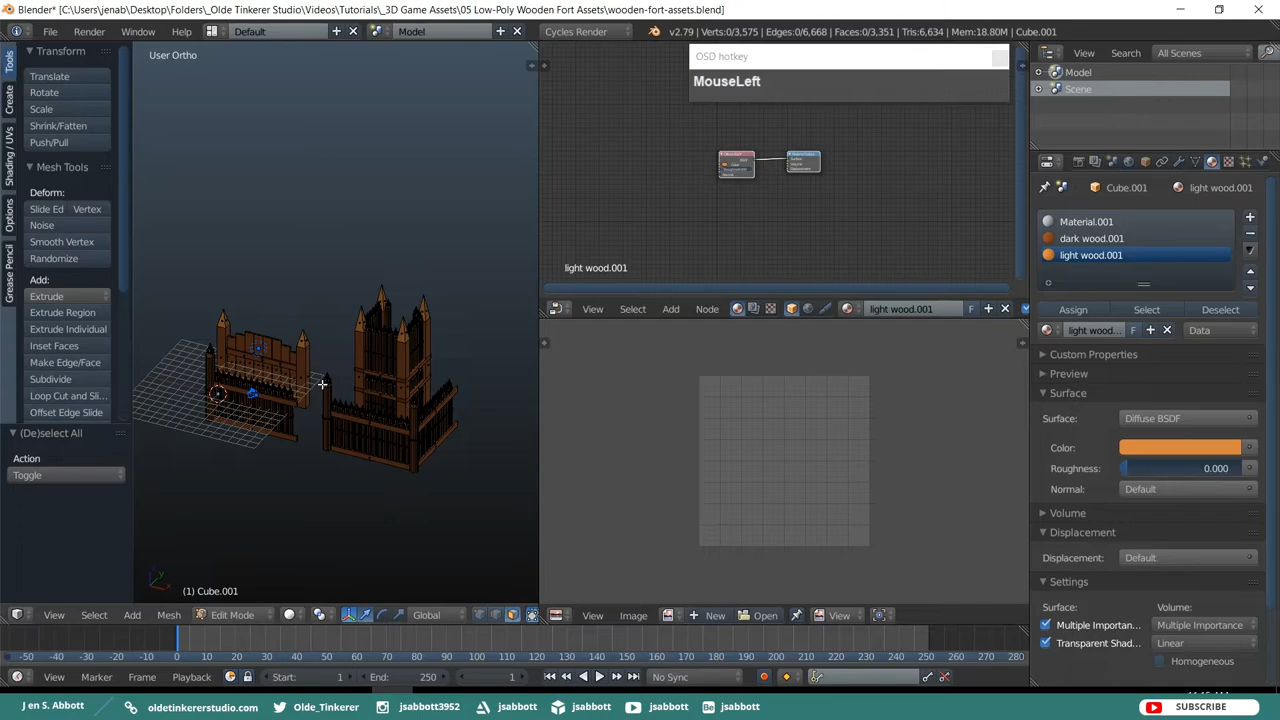 Blender* [C:\Users\jenab\Desktop\Folders\_Olde Tinkerer Studio\Videos\Tutorials\_3D Game Assets\05 Low-Poly Wooden Fort Assets\wooden-fort-assets.blend]
File Render Window Help Default Model Cycles Render v2.79 | Verts:0/3,575 | Edges:0/6,668 | Faces:0/3,351 | Tris:6,634 | Mem:18.80M | Cube.001
View Search All Scenes
Model
Scene
Tools
Create
Shading / UVs
Options
Grease Pencil
Transform
Translate
Rotate
Scale
Shrink/Fatten
Push/Pull
Mesh Tools
Deform:
Slide Ed Vertex
Noise
Smooth Vertex
Randomize
Add:
Extrude
Extrude Region
Extrude Individual
Inset Faces
Make Edge/Face
Subdivide
Loop Cut and Sli...
Offset Edge Slide
(De)select All
Action
Toggle
User Ortho
(1) Cube.001
View Select Add Mesh Edit Mode Global
OSD hotkey
MouseLeft
light wood.001
View Select Add Node light wood.001 F
View Image New Open View
Cube.001 light wood.001
Material.001
dark wood.001
light wood.001
Assign Select Deselect
light wood... F Data
Custom Properties
Preview
Surface
Surface: Diffuse BSDF
Color:
Roughness: 0.000
Normal: Default
Volume
Displacement
Displacement: Default
Settings
Surface: Volume:
Multiple Importan... Multiple Importance
Transparent Shad... Linear
Homogeneous
-50 -40 -30 -20 -10 0 10 20 30 40 50 60 70 80 90 100 110 120 130 140 150 160 170 180 190 200 210 220 230 240 250 260 270 280
View Marker Frame Playback Start: 1 End: 250 1 No Sync
J en S. Abbott oldetinkererstudio.com Olde_Tinkerer jsabbott3952 jsabbott jsabbott jsabbott jsabbott SUBSCRIBE